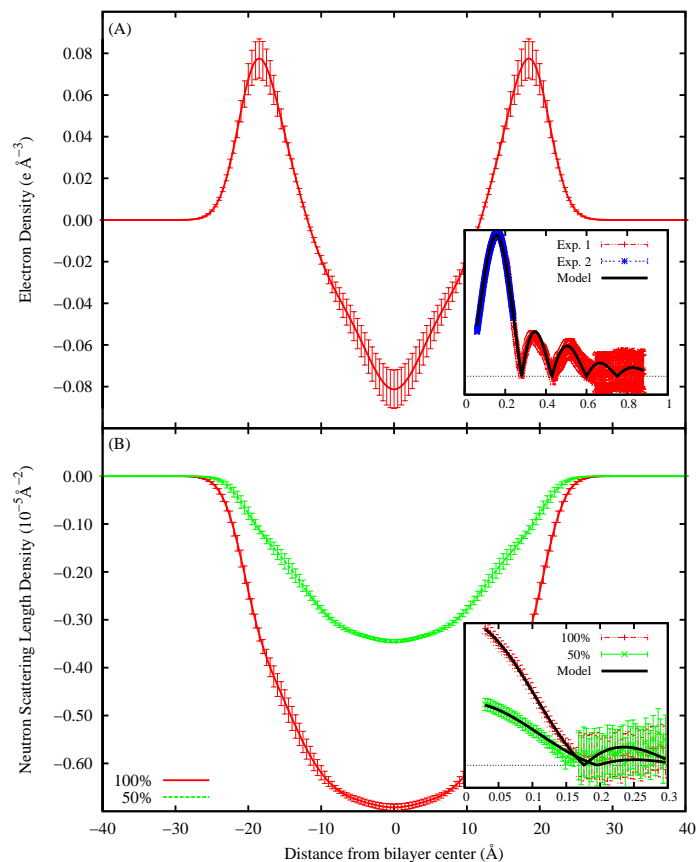 (A)
0.08
0.06
0.04
0.02
0.00
−0.02
−0.04
−0.06
−0.08
Electron Density (e Å⁻³)
Exp. 1
Exp. 2
Model
0 0.2 0.4 0.6 0.8 1
(B)
0.00
−0.10
−0.20
−0.30
−0.40
−0.50
−0.60
Neutron Scattering Length Density (10⁻⁵Å⁻²)
100%
50%
Model
0.05 0.1 0.15 0.2 0.25 0.3
100%
50%
−40 −30 −20 −10 0 10 20 30 40
Distance from bilayer center (Å)